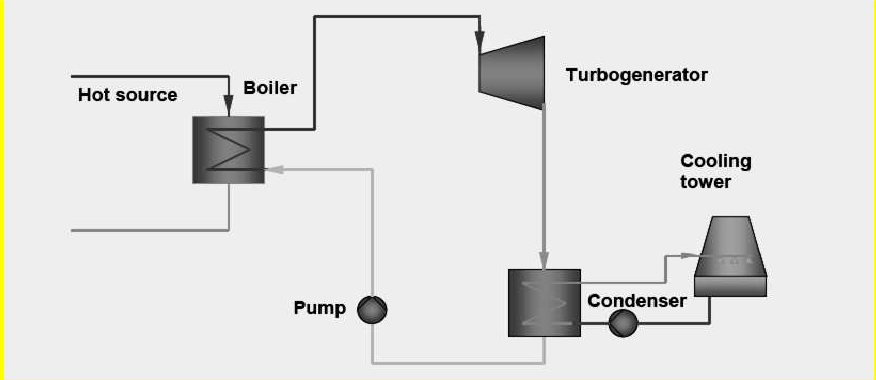 Boiler
Hot source
Turbogenerator
Cooling
tower
Pump
Condenser